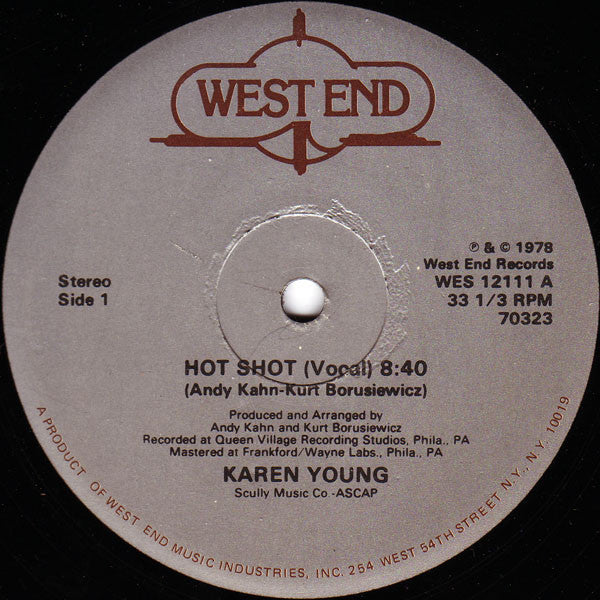 WEST END
Stereo
Side 1
℗ & © 1978
West End Records
WES 12111 A
33 1/3 RPM
70323
HOT SHOT (Vocal) 8:40
(Andy Kahn-Kurt Borusiewicz)
Produced and Arranged by
Andy Kahn and Kurt Borusiewicz
Recorded at Queen Village Recording Studios, Phila., PA
Mastered at Frankford/Wayne Labs., Phila., PA
KAREN YOUNG
Scully Music Co -ASCAP
A PRODUCT OF WEST END MUSIC INDUSTRIES, INC. 254 WEST 54TH STREET N.Y., N.Y. 10019